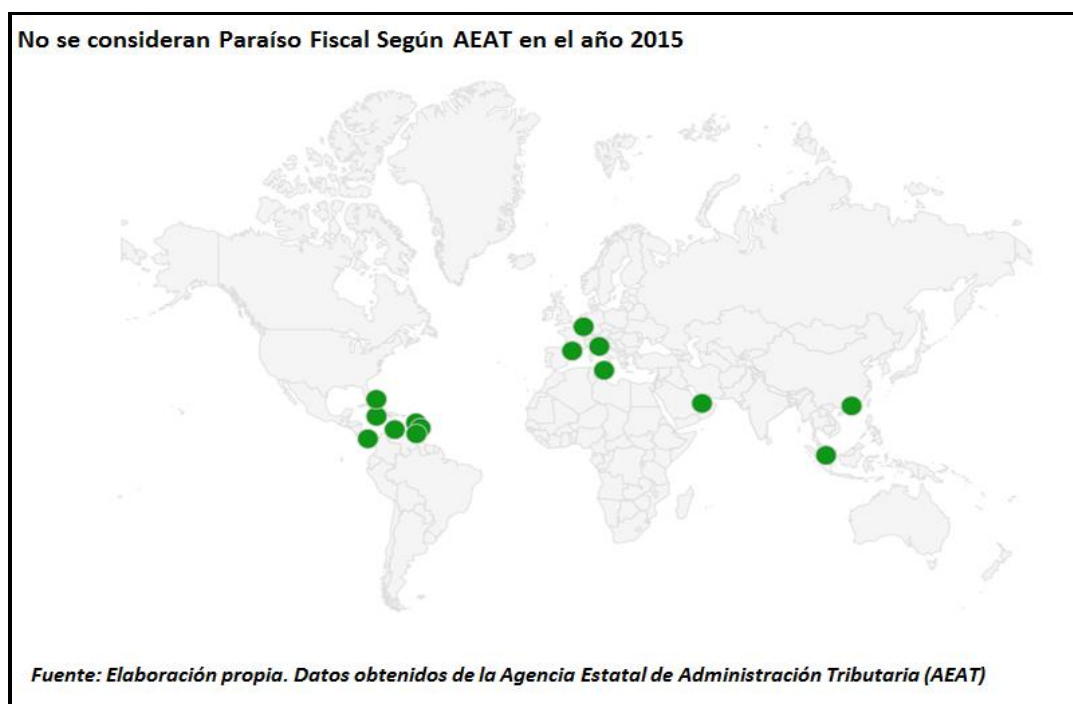 No se consideran Paraíso Fiscal Según AEAT en el año 2015
Fuente: Elaboración propia. Datos obtenidos de la Agencia Estatal de Administración Tributaria (AEAT)